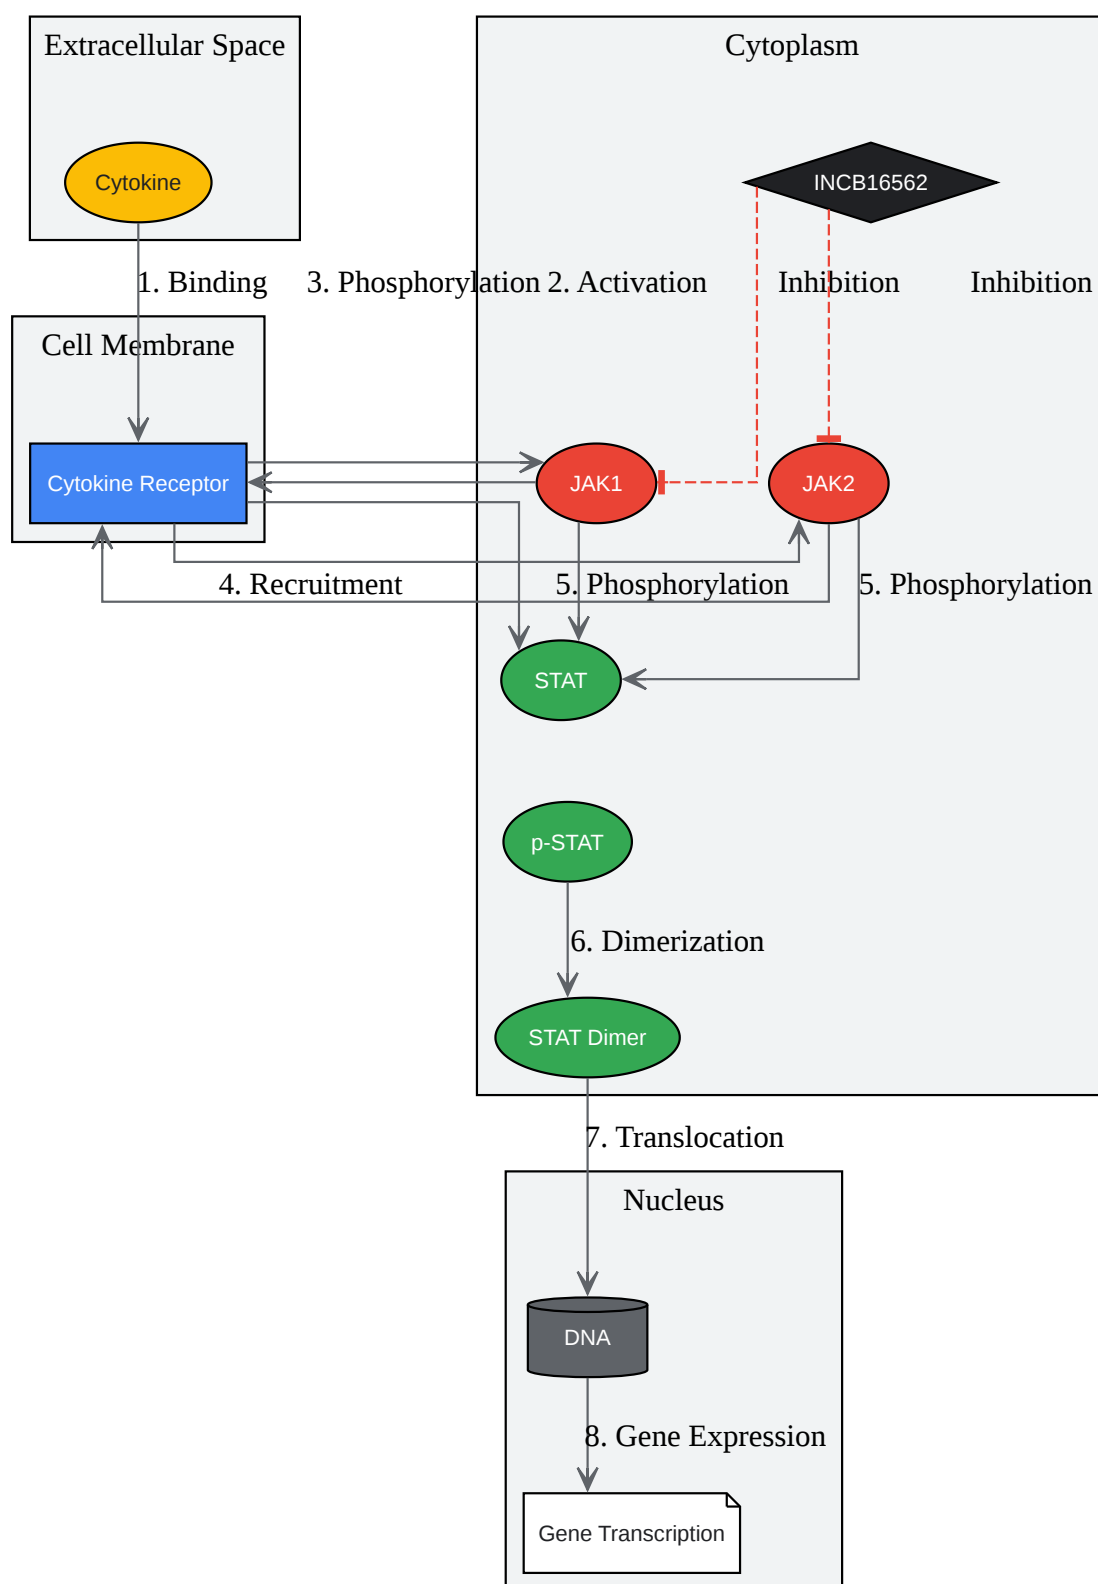 Extracellular Space
Cytoplasm
Cytokine
INCB16562
1. Binding
3. Phosphorylation
2. Activation
Inhibition
Inhibition
Cell Membrane
Cytokine Receptor
JAK1
JAK2
4. Recruitment
5. Phosphorylation
5. Phosphorylation
STAT
p-STAT
6. Dimerization
STAT Dimer
7. Translocation
Nucleus
DNA
8. Gene Expression
Gene Transcription